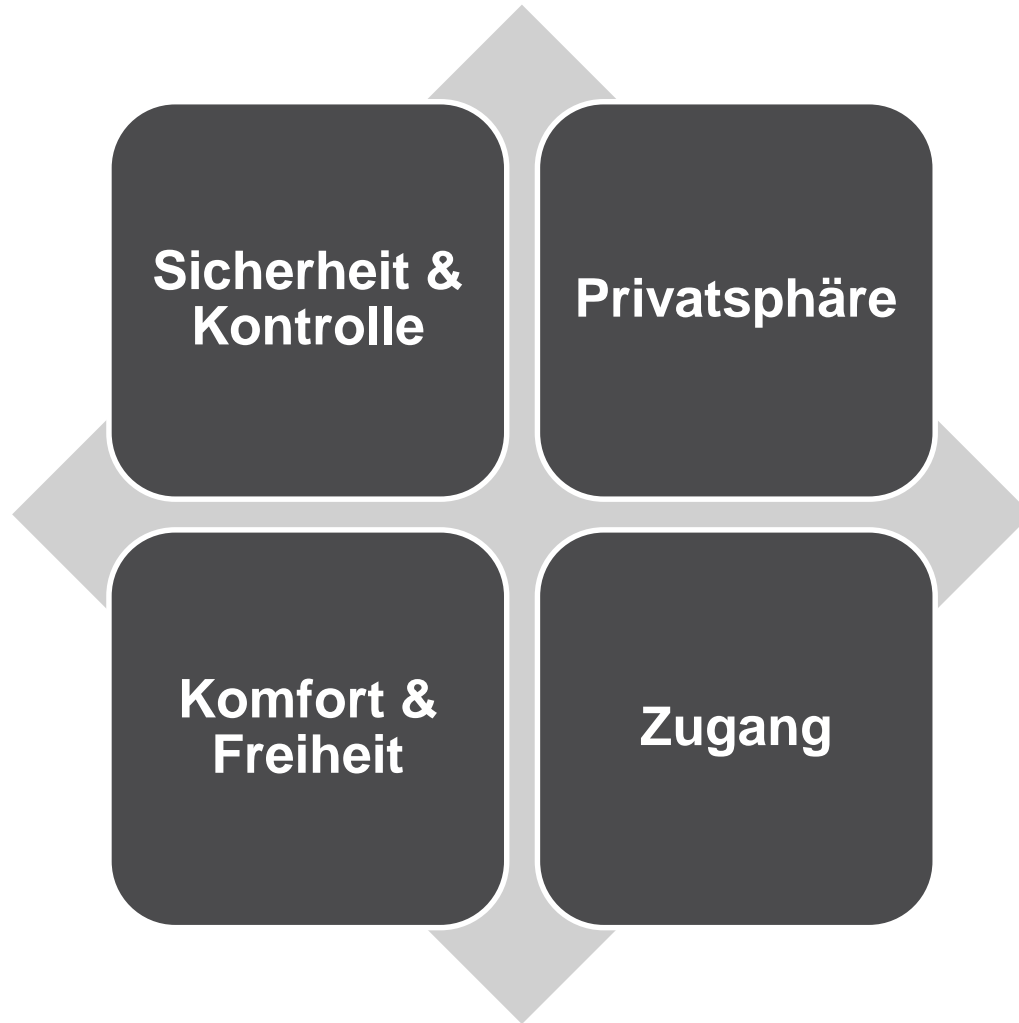 Sicherheit &
Kontrolle
Privatsphäre
Komfort &
Freiheit
Zugang